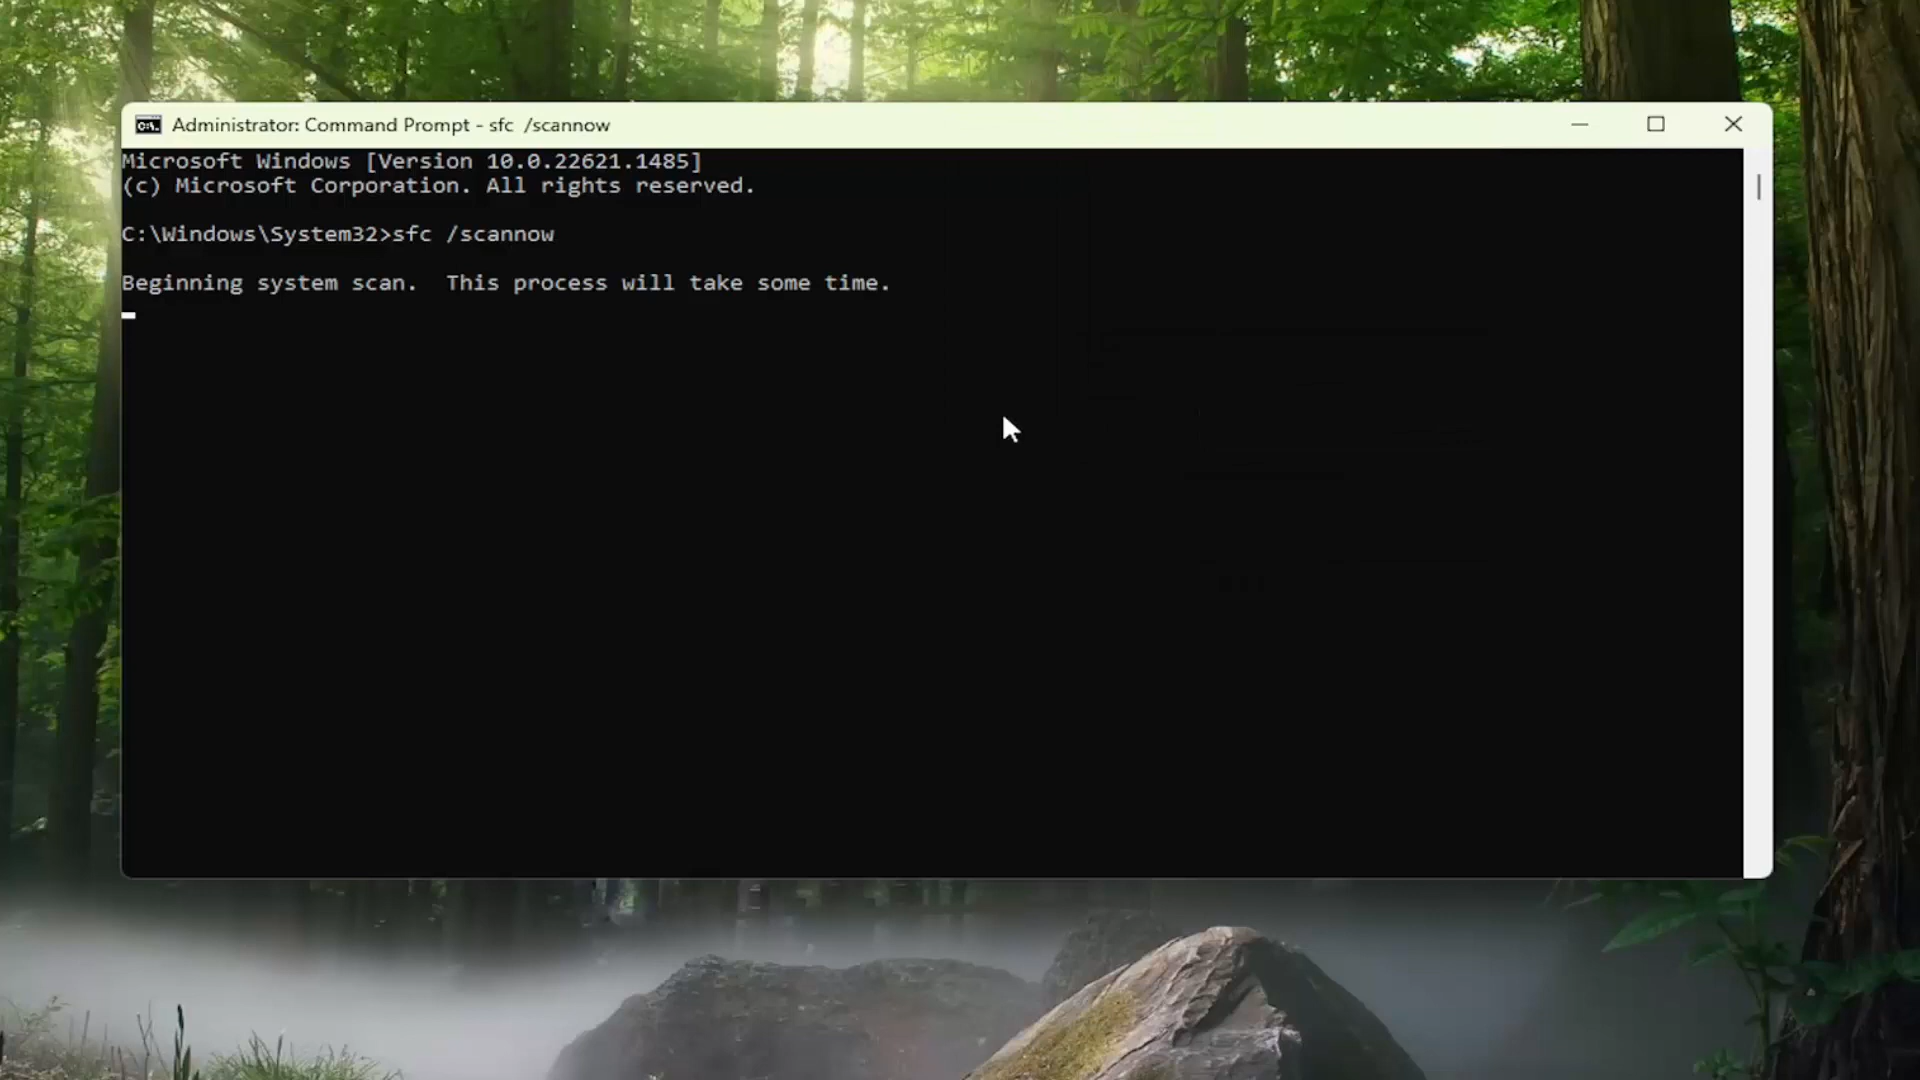 Administrator: Command Prompt - sfc  /scannow
Microsoft Windows [Version 10.0.22621.1485]
(c) Microsoft Corporation. All rights reserved.
C:\Windows\System32>sfc /scannow
Beginning system scan.  This process will take some time.